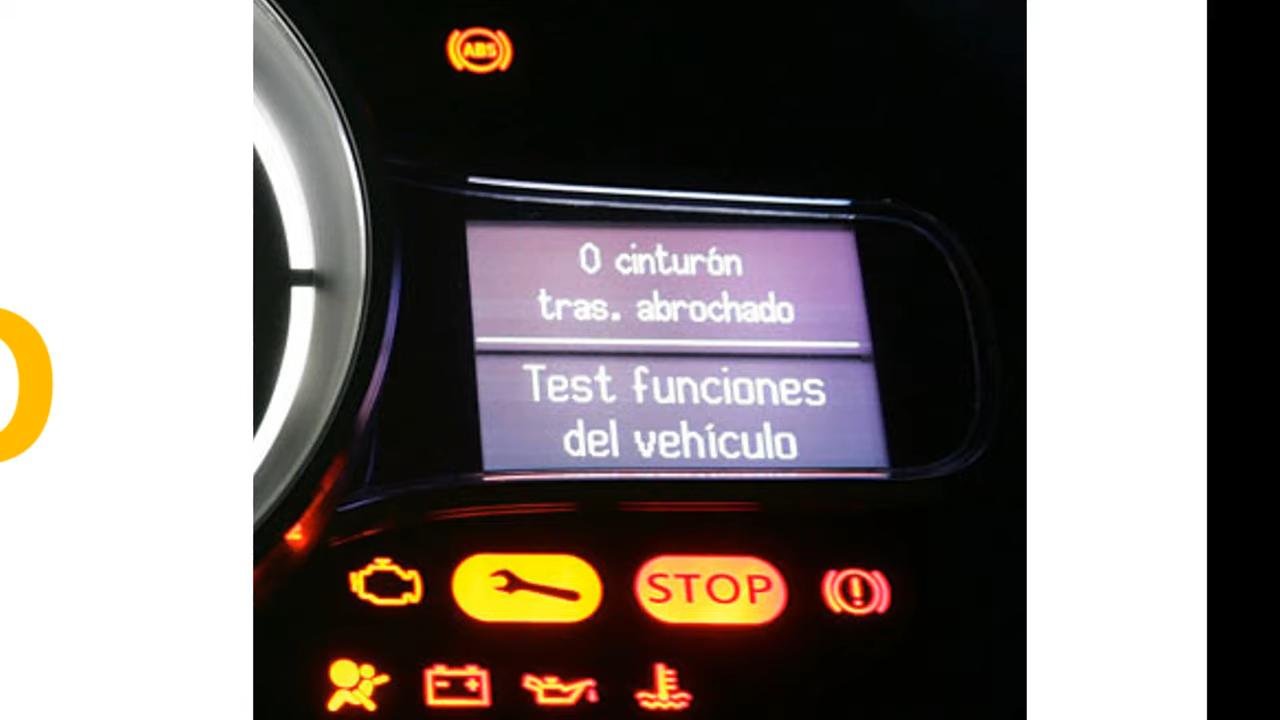 ABS
0 cinturón
tras. abrochado
Test funciones
del vehículo
STOP